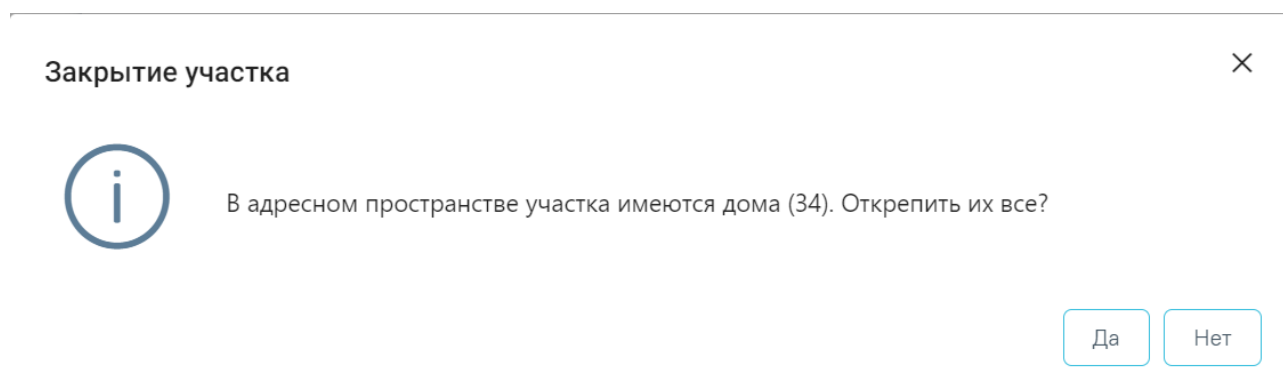 Закрытие участка
В адресном пространстве участка имеются дома (34). Открепить их все?
Да
Нет